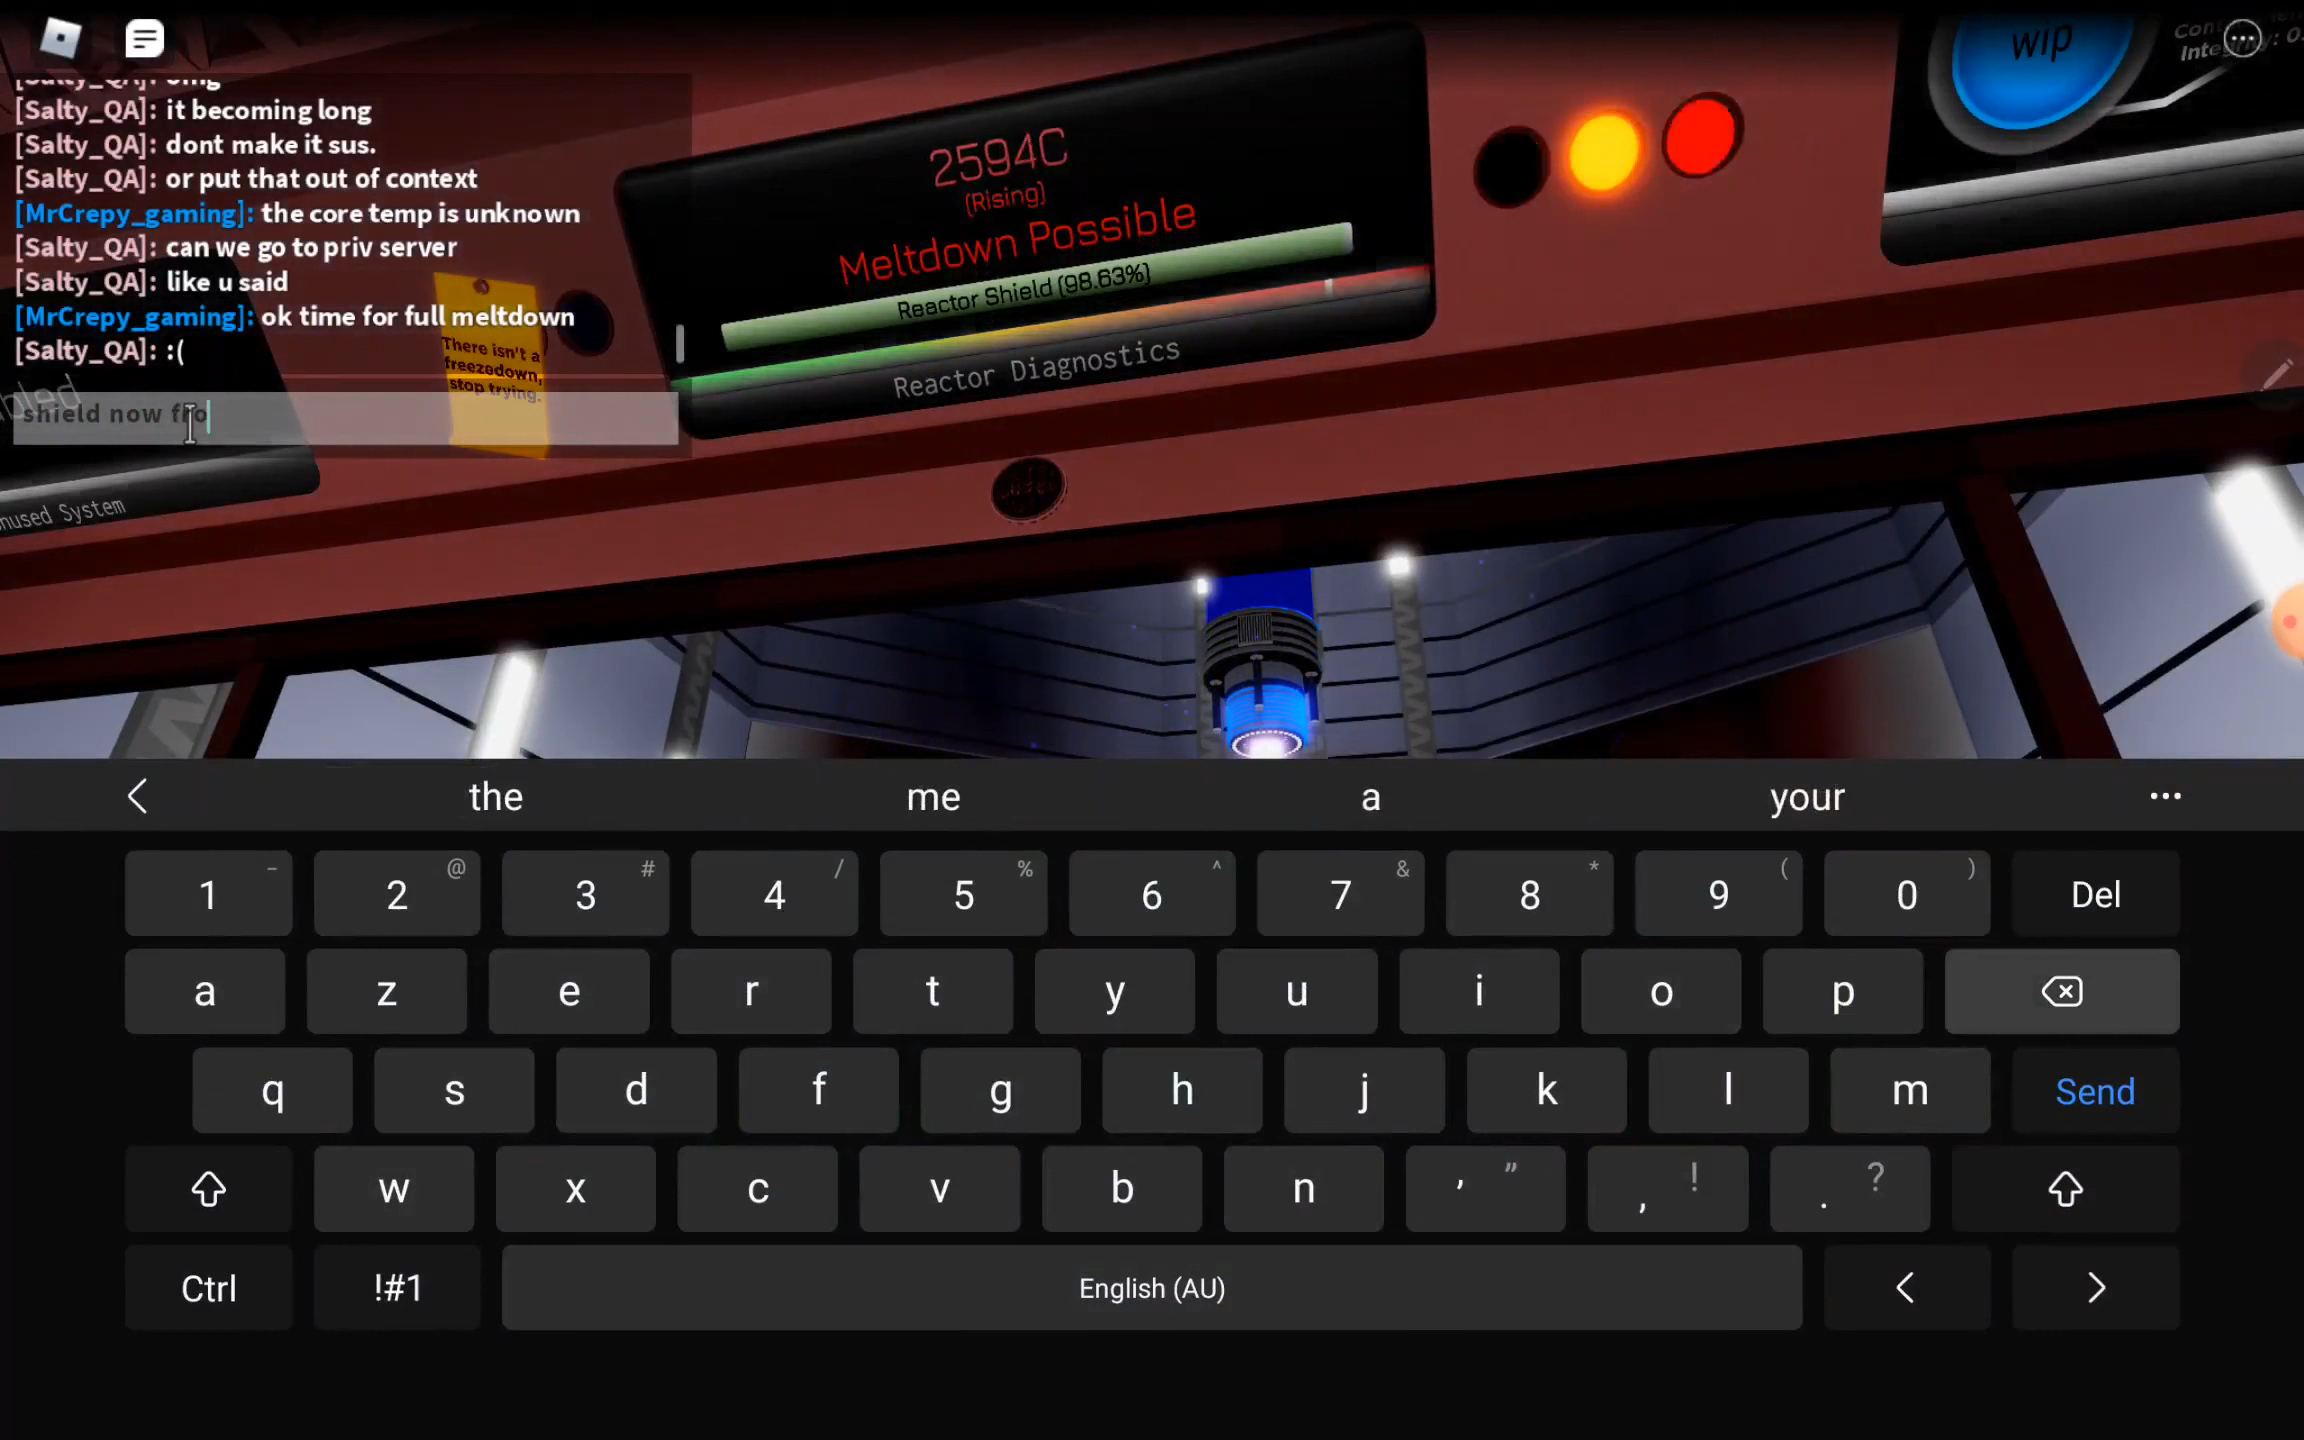 [Salty_QA]: omg
[Salty_QA]: it becoming long
[Salty_QA]: dont make it sus.
[Salty_QA]: or put that out of context
[MrCrepy_gaming]: the core temp is unknown
[Salty_QA]: can we go to priv server
[Salty_QA]: like u said
[MrCrepy_gaming]: ok time for full meltdown
[Salty_QA]: :(
shield now fro
There isn't a
freezedown,
stop trying.
System
2594C
(Rising)
Meltdown Possible
Reactor Shield (98.63%)
Reactor Diagnostics
wip
the me a your ...
1 - 2 @ 3 # 4 / 5 % 6 ^ 7 & 8 * 9 ( 0 ) Del
a z e r t y u i o p
q s d f g h j k l m Send
w x c v b n ' " , ! . ?
Ctrl !#1 English (AU) < >